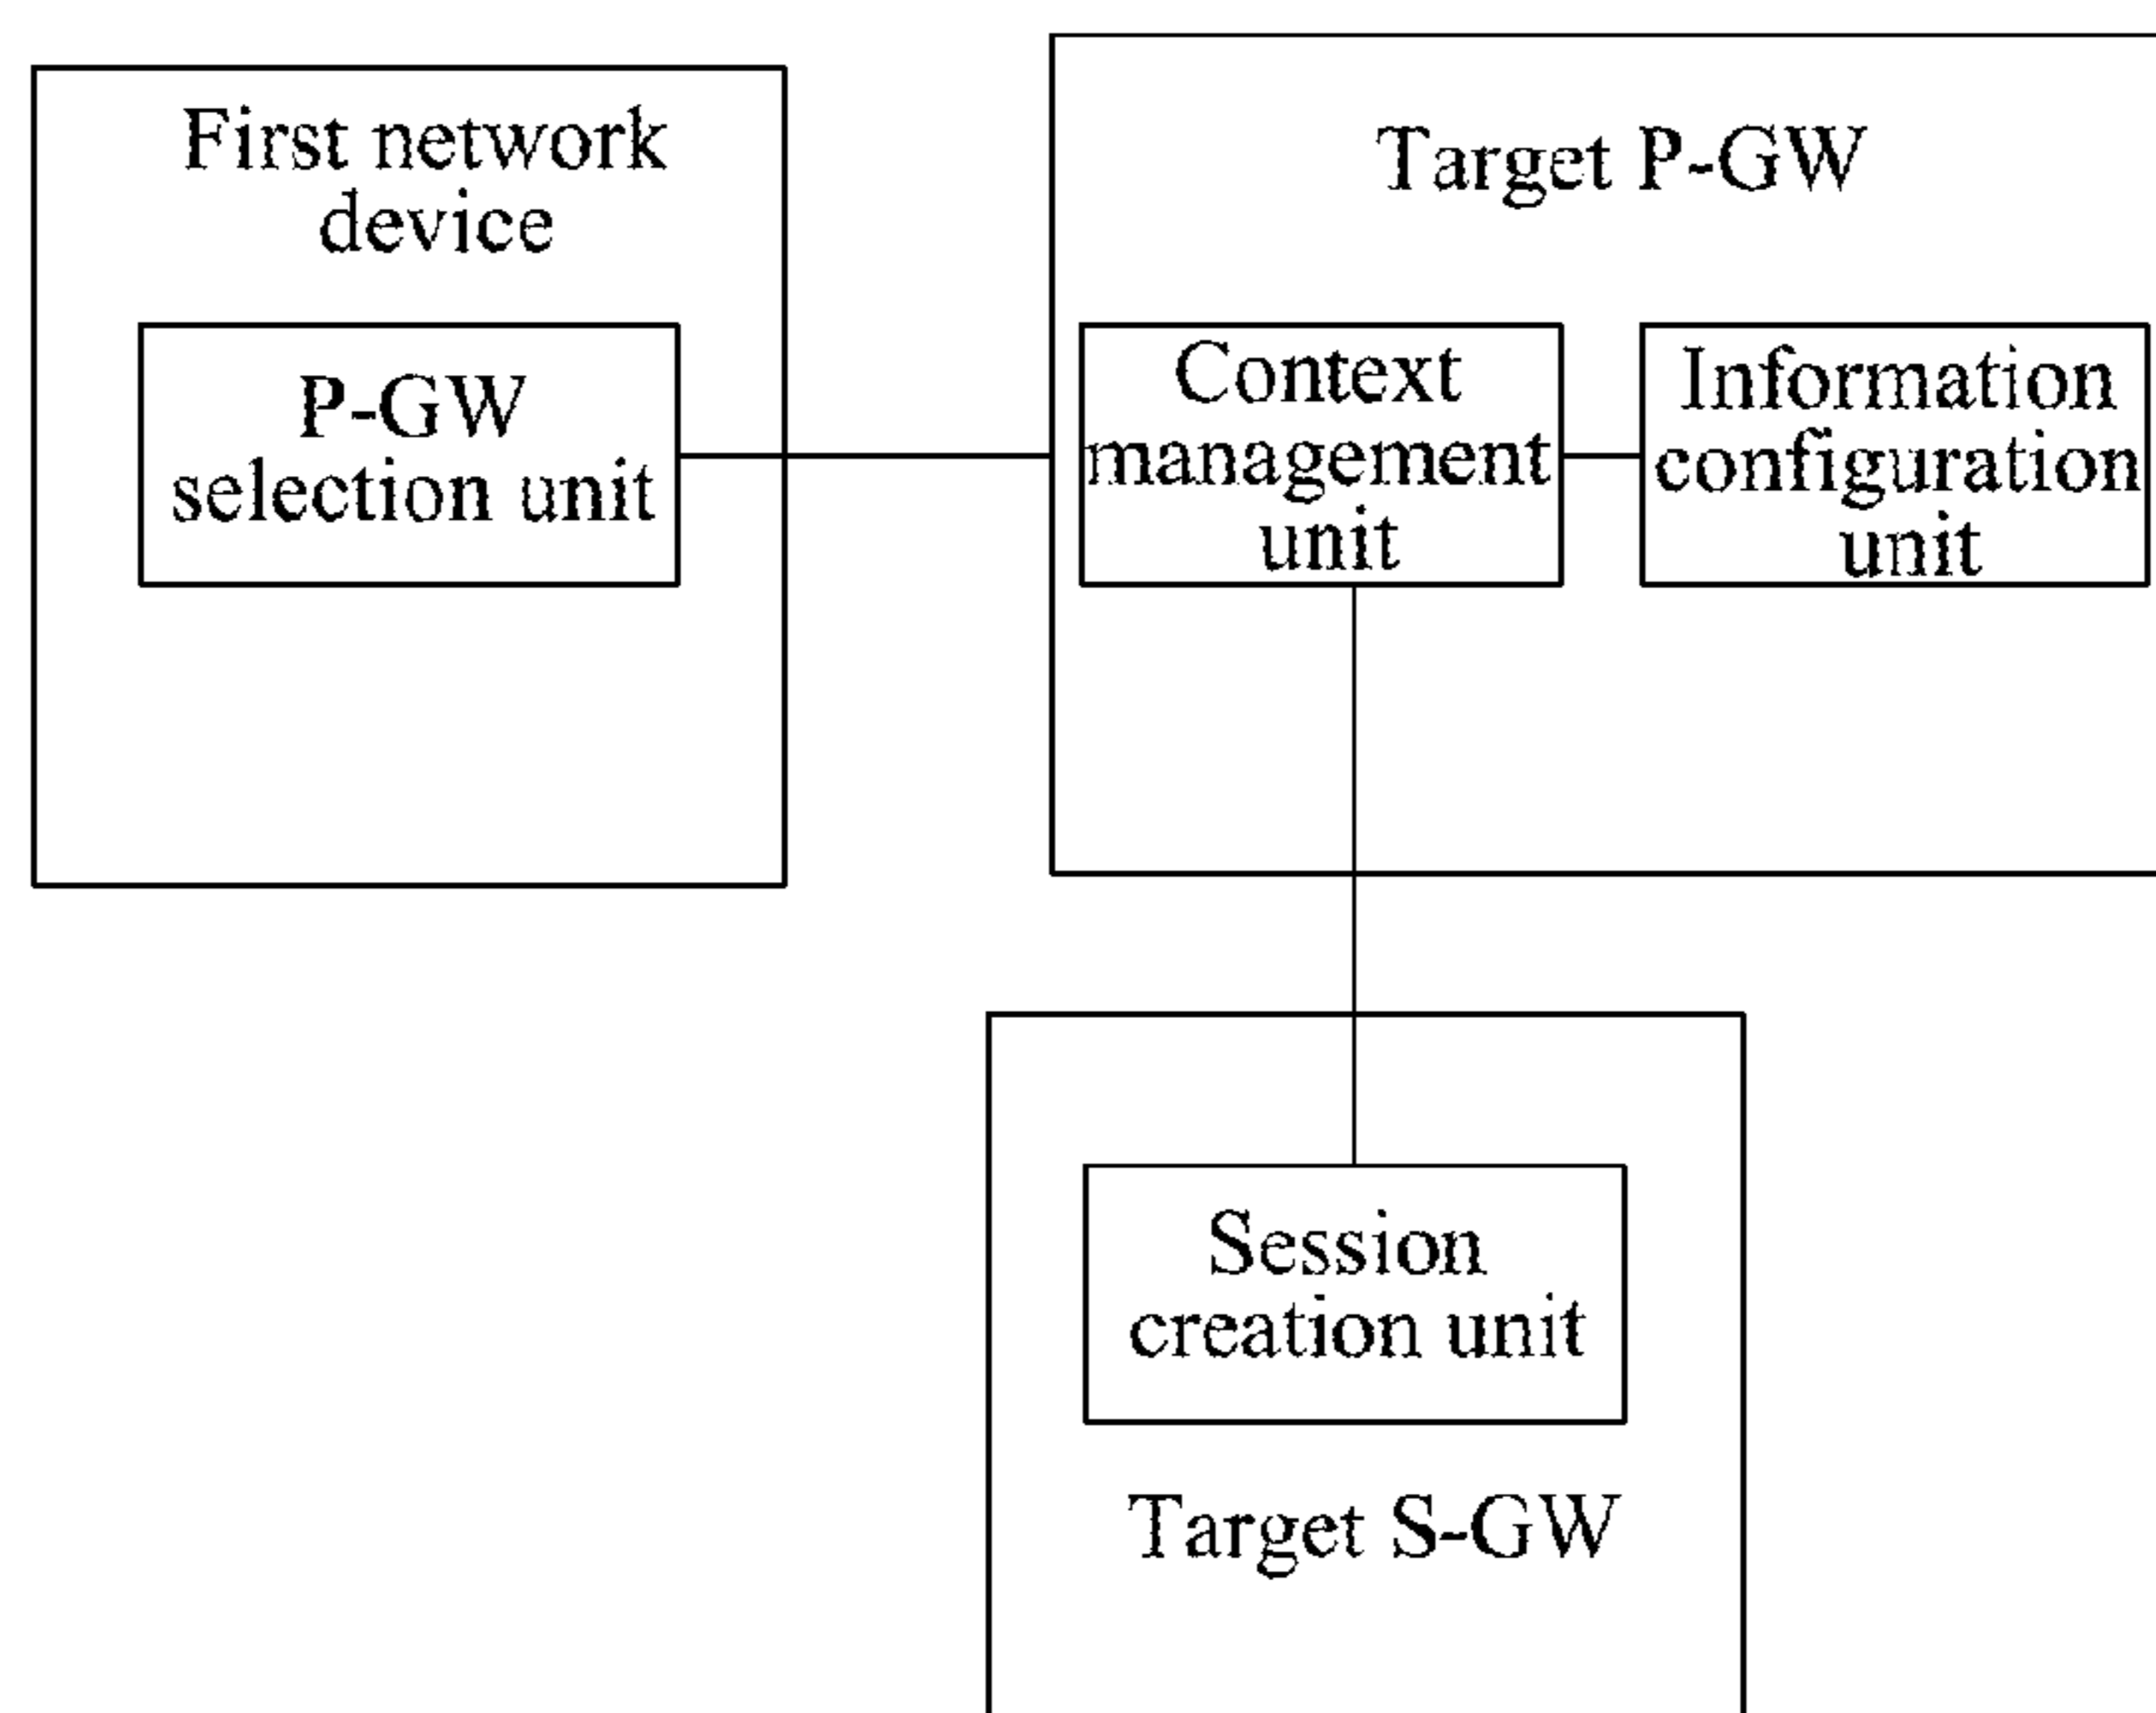 First network
device
P-GW
selection unit
Target P-GW
Context
management
unit
Information
configuration
unit
Session
creation unit
Target S-GW